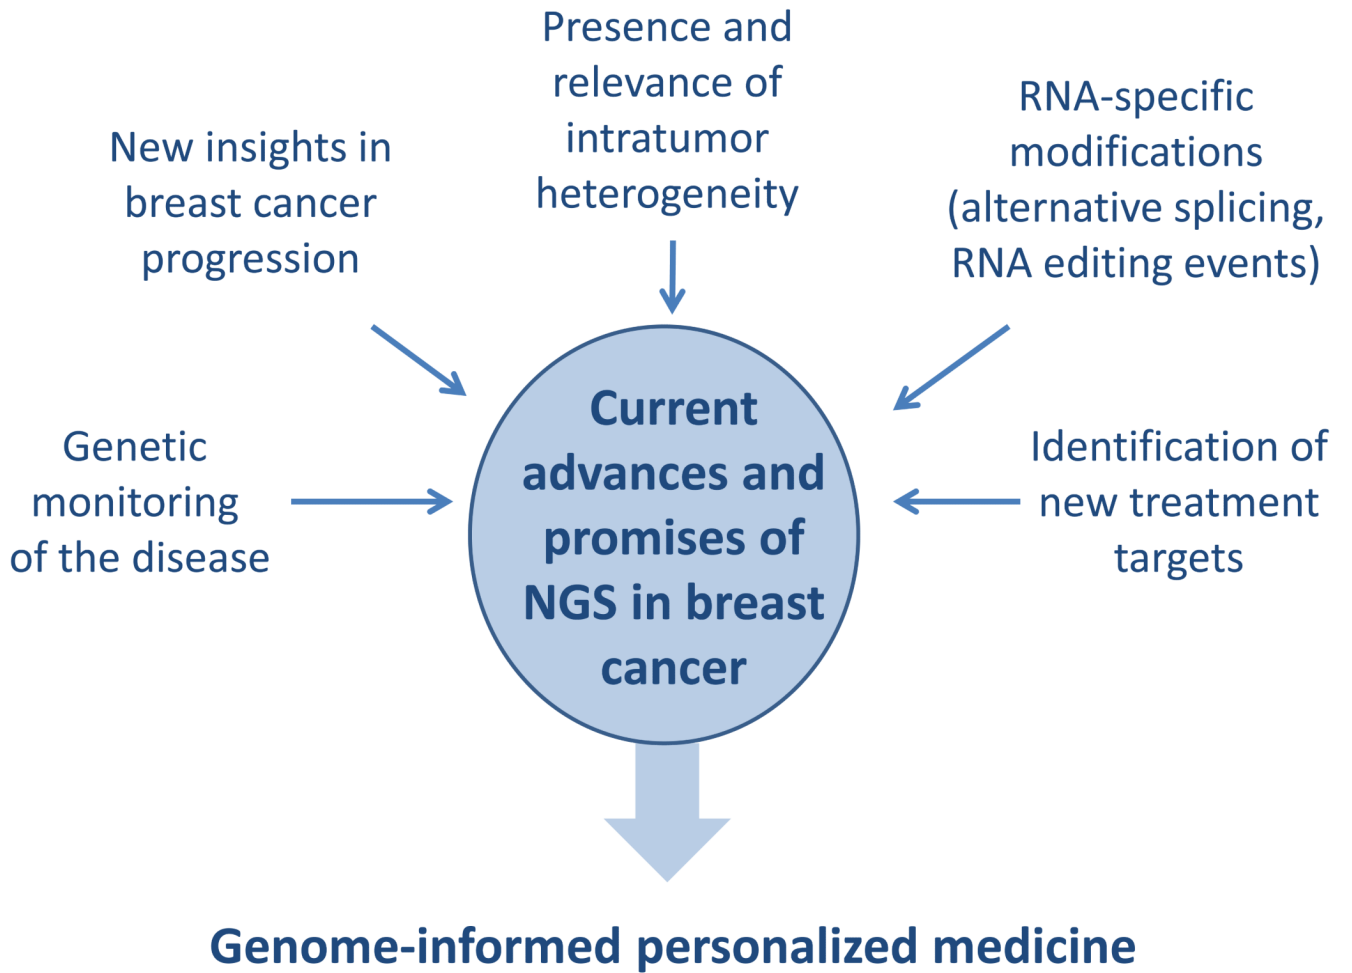 Presence and
relevance of
intratumor
heterogeneity
New insights in
breast cancer
progression
RNA-specific
modifications
(alternative splicing,
RNA editing events)
Genetic
monitoring
of the disease
Current
advances and
promises of
NGS in breast
cancer
Identification of
new treatment
targets
Genome-informed personalized medicine